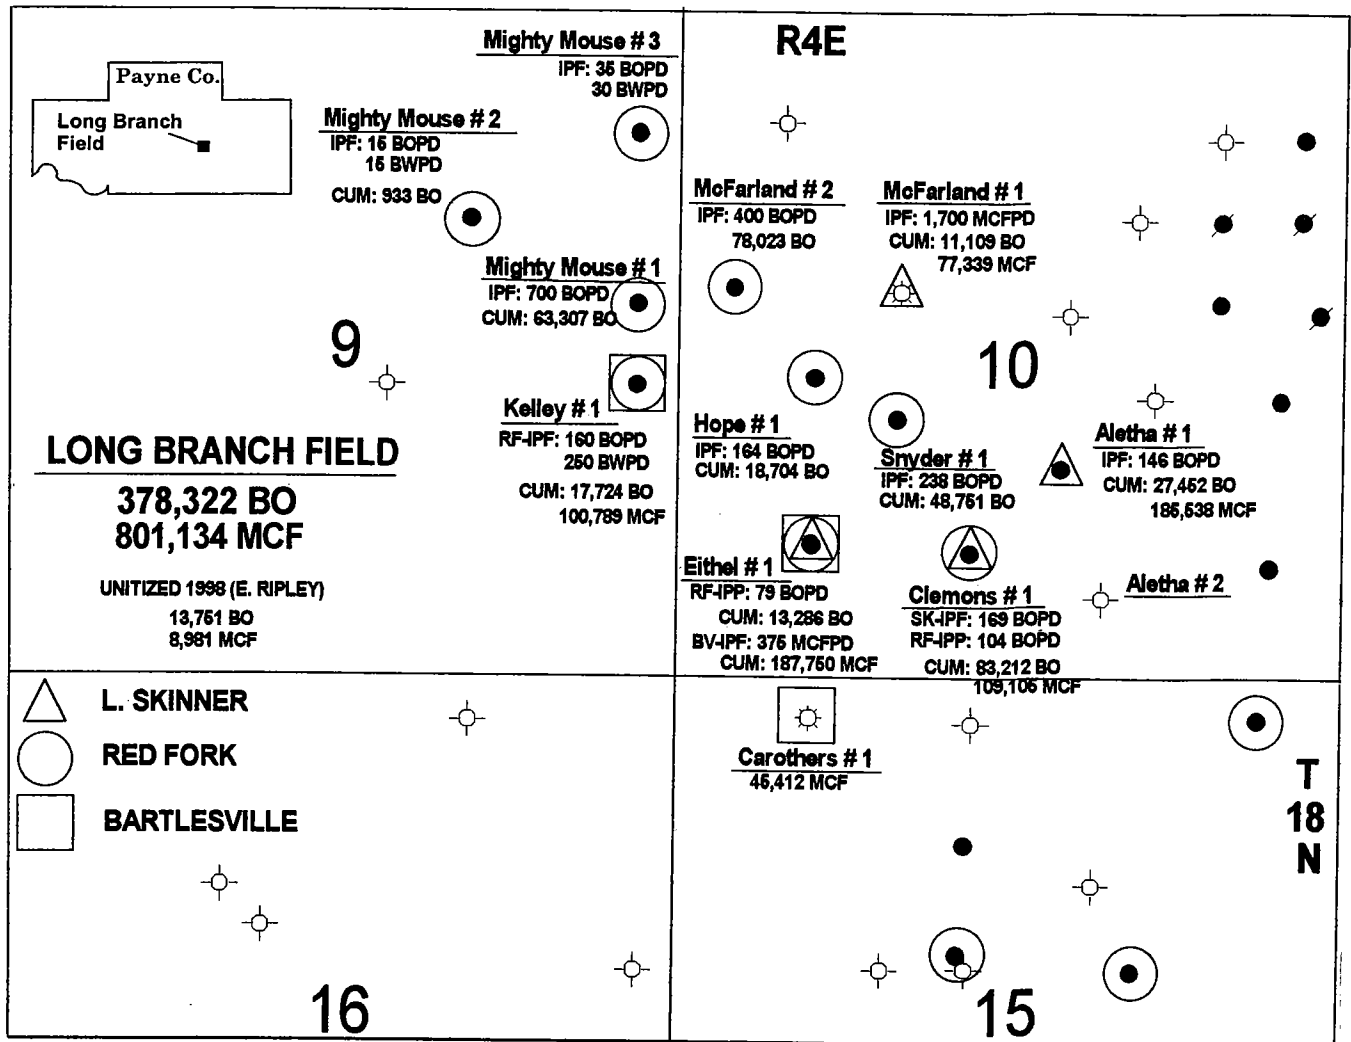 R4E
Payne Co.
Long Branch
Field
Mighty Mouse # 3
IPF: 35 BOPD
30 BWPD
Mighty Mouse # 2
IPF: 15 BOPD
15 BWPD
CUM: 933 BO
Mighty Mouse # 1
IPF: 700 BOPD
CUM: 63,307 BO
9
Kelley # 1
RF-IPF: 160 BOPD
250 BWPD
CUM: 17,724 BO
100,789 MCF
LONG BRANCH FIELD
378,322 BO
801,134 MCF
UNITIZED 1998 (E. RIPLEY)
13,751 BO
8,981 MCF
McFarland # 2
IPF: 400 BOPD
78,023 BO
McFarland # 1
IPF: 1,700 MCFPD
CUM: 11,109 BO
77,339 MCF
10
Hope # 1
IPF: 164 BOPD
CUM: 18,704 BO
Snyder # 1
IPF: 238 BOPD
CUM: 48,751 BO
Aletha # 1
IPF: 146 BOPD
CUM: 27,452 BO
185,538 MCF
Eithel # 1
RF-IPP: 79 BOPD
CUM: 13,286 BO
BV-IPF: 375 MCFPD
CUM: 187,750 MCF
Clemons # 1
SK-IPF: 169 BOPD
RF-IPP: 104 BOPD
CUM: 83,212 BO
109,106 MCF
Aletha # 2
L. SKINNER
RED FORK
BARTLESVILLE
Carothers # 1
45,412 MCF
T
18
N
16
15